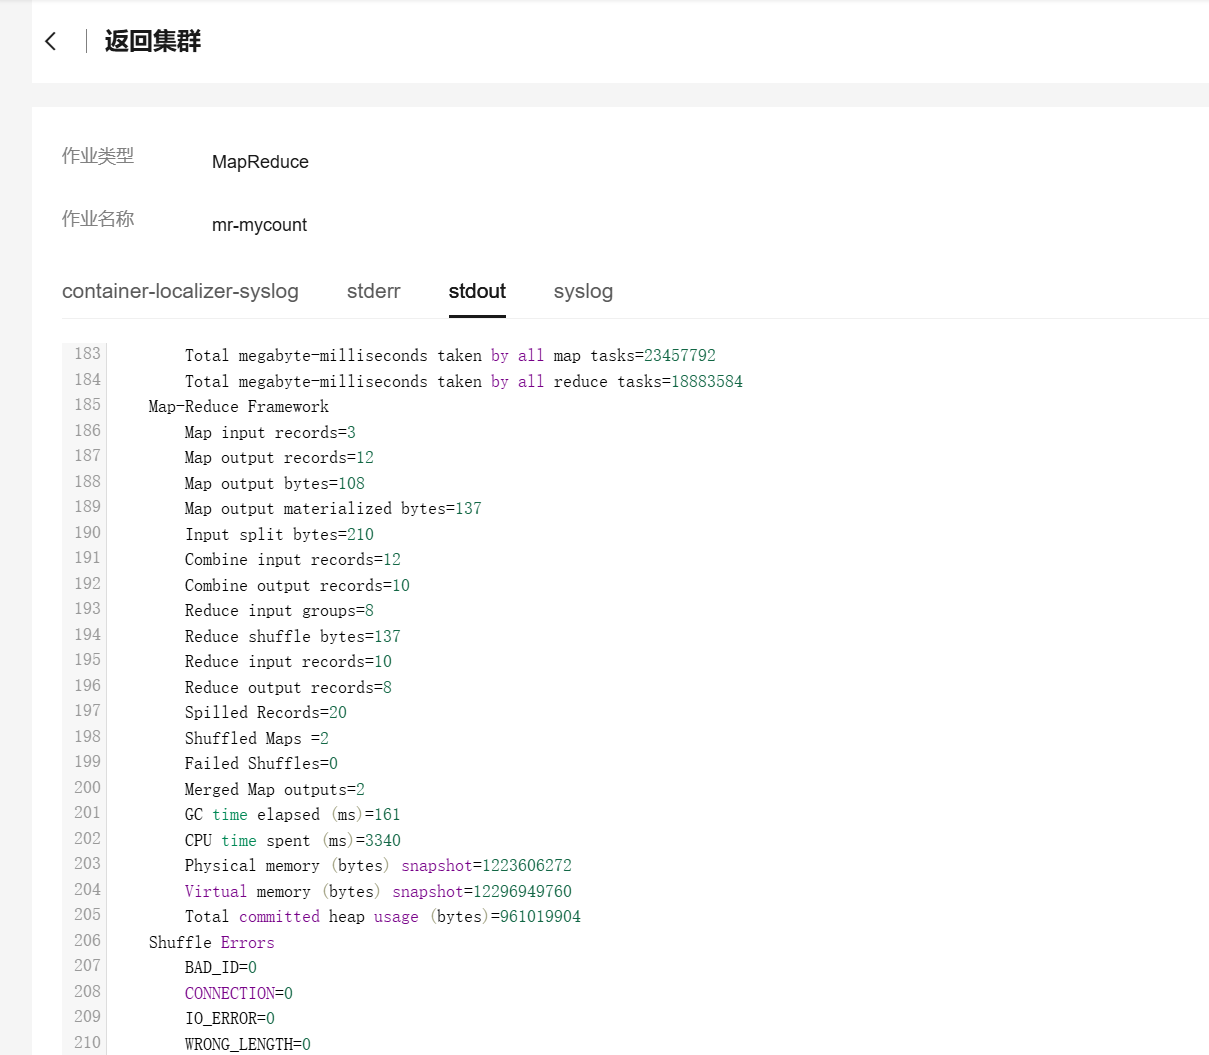 返回集群
作业类型 MapReduce
作业名称 mr-mycount
container-localizer-syslog stderr stdout syslog
183 Total megabyte-milliseconds taken by all map tasks=23457792
184 Total megabyte-milliseconds taken by all reduce tasks=18883584
185 Map-Reduce Framework
186 Map input records=3
187 Map output records=12
188 Map output bytes=108
189 Map output materialized bytes=137
190 Input split bytes=210
191 Combine input records=12
192 Combine output records=10
193 Reduce input groups=8
194 Reduce shuffle bytes=137
195 Reduce input records=10
196 Reduce output records=8
197 Spilled Records=20
198 Shuffled Maps =2
199 Failed Shuffles=0
200 Merged Map outputs=2
201 GC time elapsed (ms)=161
202 CPU time spent (ms)=3340
203 Physical memory (bytes) snapshot=1223606272
204 Virtual memory (bytes) snapshot=12296949760
205 Total committed heap usage (bytes)=961019904
206 Shuffle Errors
207 BAD_ID=0
208 CONNECTION=0
209 IO_ERROR=0
210 WRONG_LENGTH=0